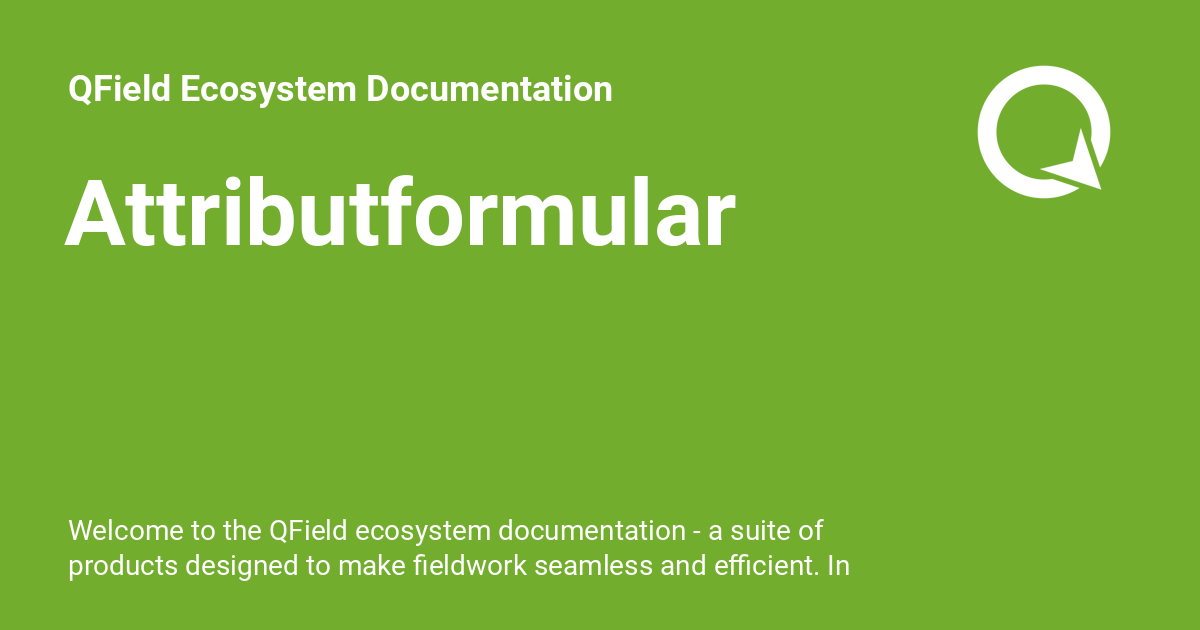 QField Ecosystem Documentation
Attributformular
Welcome to the QField ecosystem documentation - a suite of
products designed to make fieldwork seamless and efficient. In